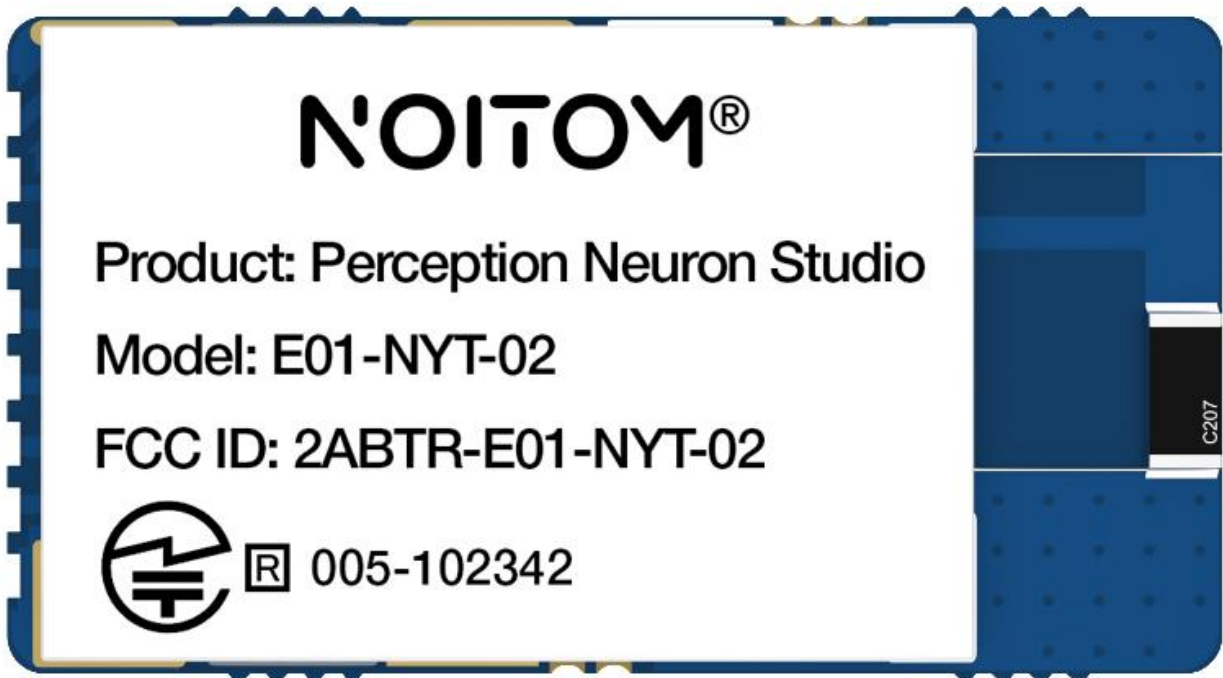 NOITOM®
Product: Perception Neuron Studio
Model: E01-NYT-02
FCC ID: 2ABTR-E01-NYT-02
R 005-102342
C207